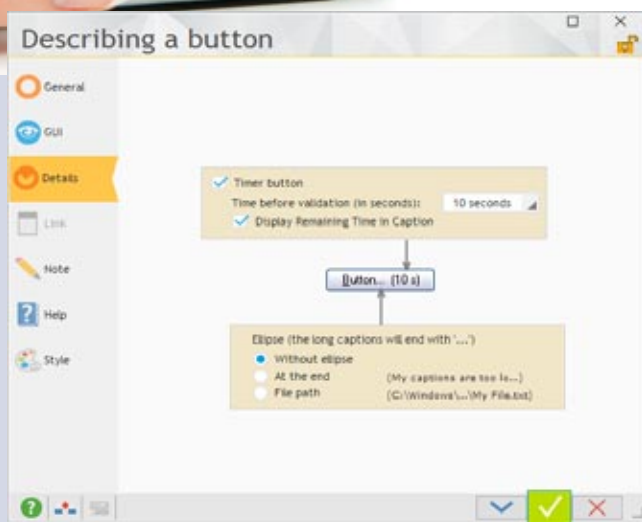 Describing a button
General
GUI
Details
Link
Note
Help
Style
Timer button
Time before validation (in seconds): 10 seconds
Display Remaining Time in Caption
Button... (10 s)
Ellipse (the long captions will end with '...')
Without ellipse
At the end (My captions are too lo...)
File path (C:\Windows\...\My File.txt)